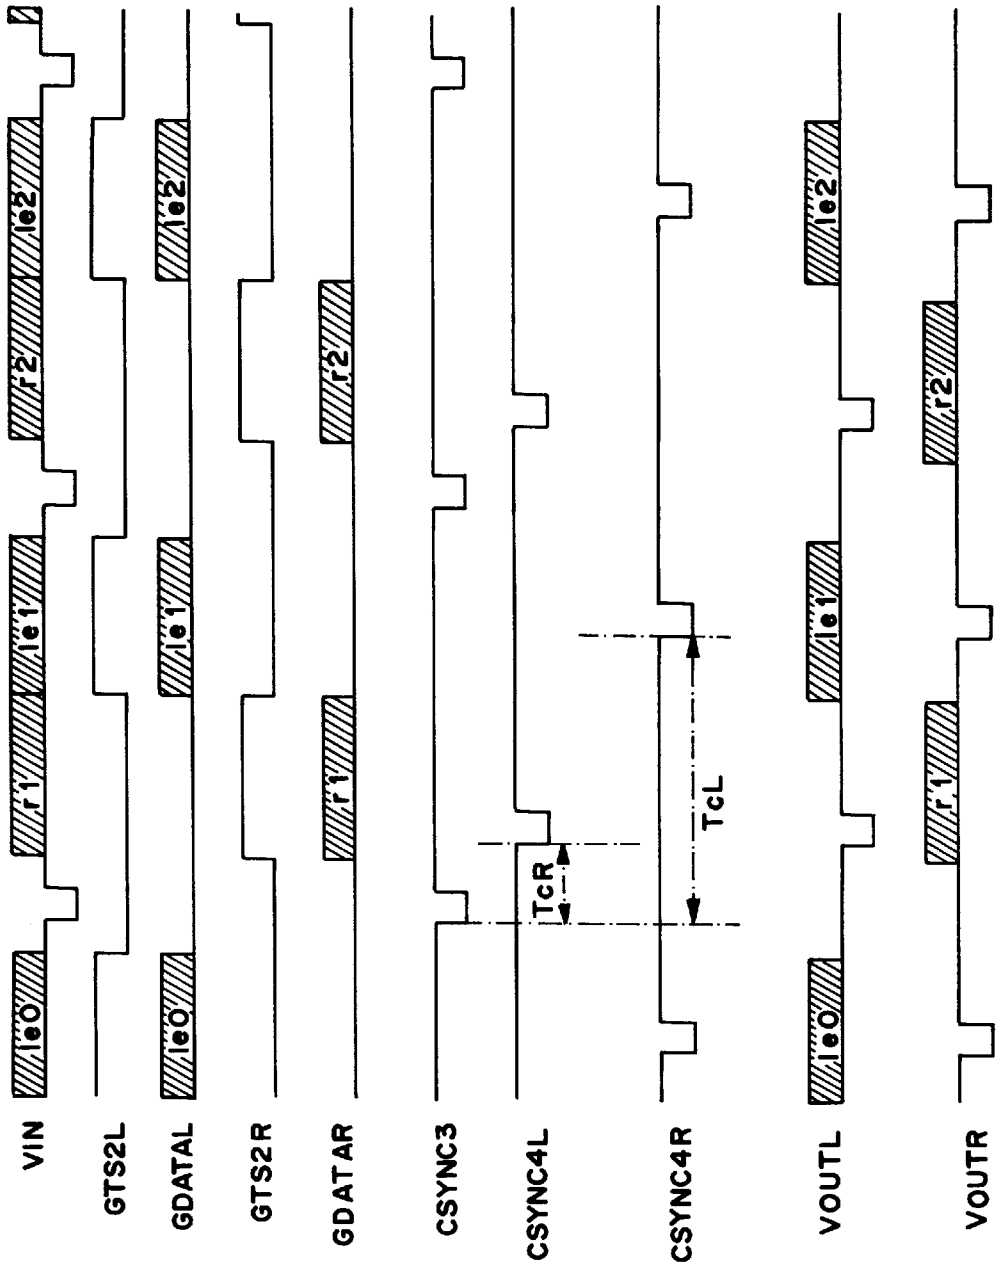 VIN
le0
r1
le1
r2
le2
GTS2L
GDATAL
le0
le1
le2
GTS2R
GDATAR
r1
r2
CSYNC3
CSYNC4L
TcR
CSYNC4R
TcL
VOUTL
le0
le1
le2
VOUTR
r1
r2